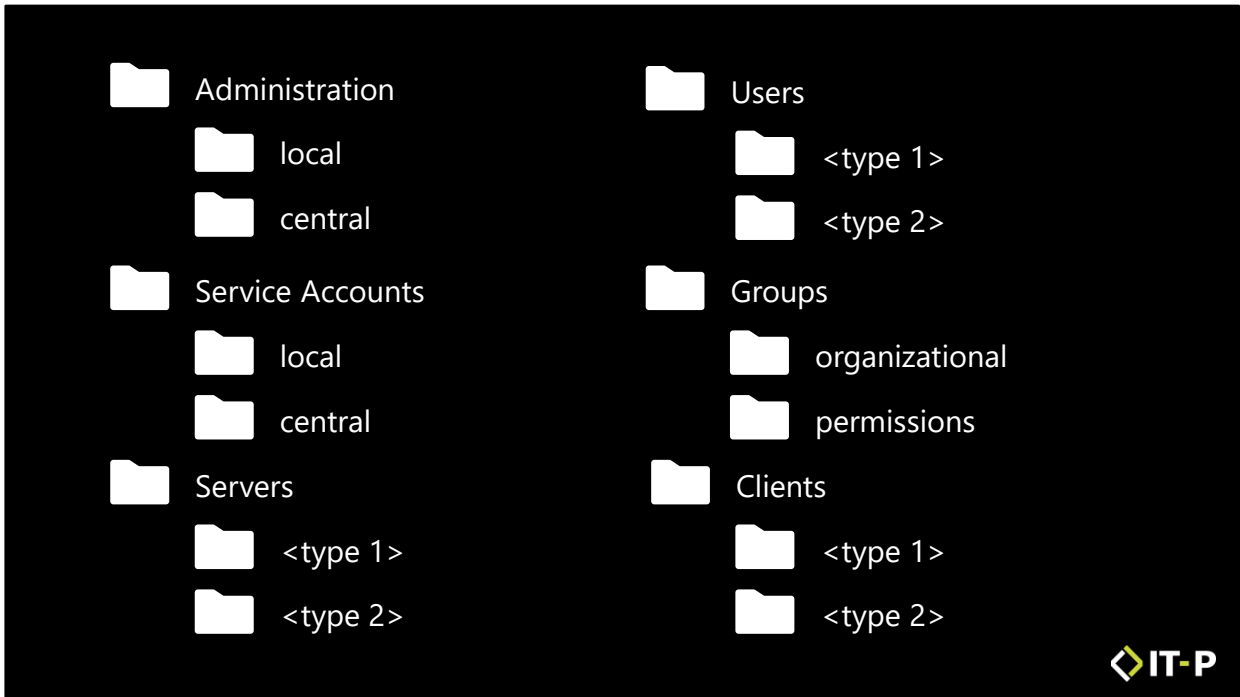 Administration
local
central
Service Accounts
local
central
Servers
<type 1>
<type 2>
Users
<type 1>
<type 2>
Groups
organizational
permissions
Clients
<type 1>
<type 2>
IT-P